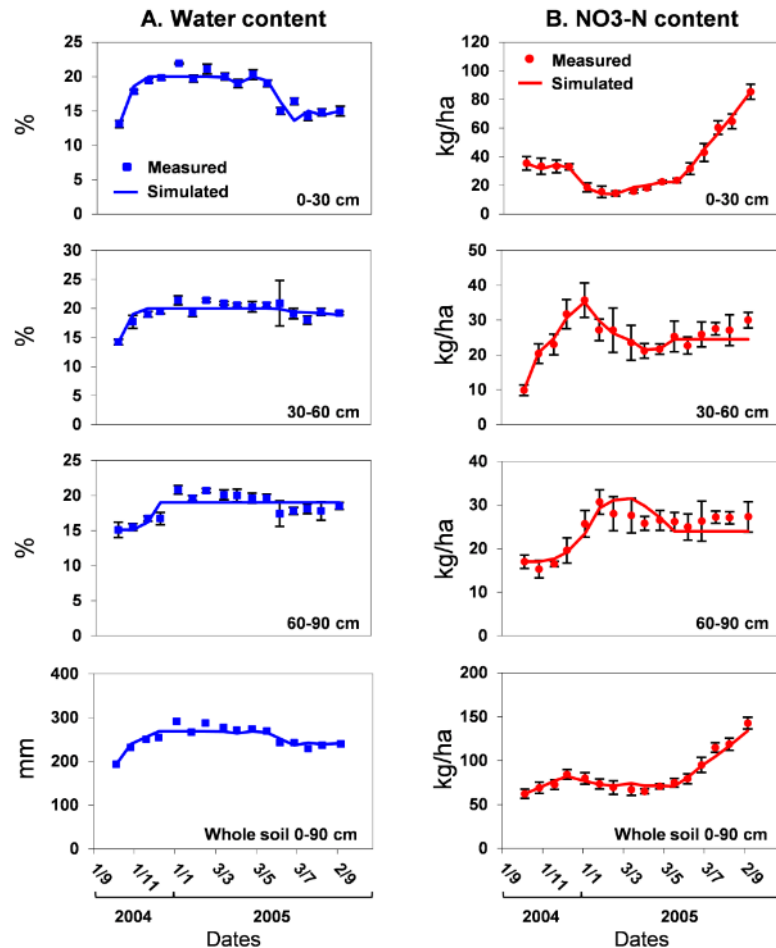 A. Water content
B. NO3-N content
25
20
15
10
5
0
%
Measured
Simulated
0-30 cm
120
100
80
60
40
20
0
kg/ha
Measured
Simulated
0-30 cm
30
25
20
15
10
5
0
%
30-60 cm
50
40
30
20
10
0
kg/ha
30-60 cm
25
20
15
10
5
0
%
60-90 cm
40
30
20
10
0
kg/ha
60-90 cm
400
300
200
100
0
mm
Whole soil 0-90 cm
200
150
100
50
0
kg/ha
Whole soil 0-90 cm
1/9 1/11 1/1 3/3 3/5 3/7 2/9
2004 2005
Dates
1/9 1/11 1/1 3/3 3/5 3/7 2/9
2004 2005
Dates